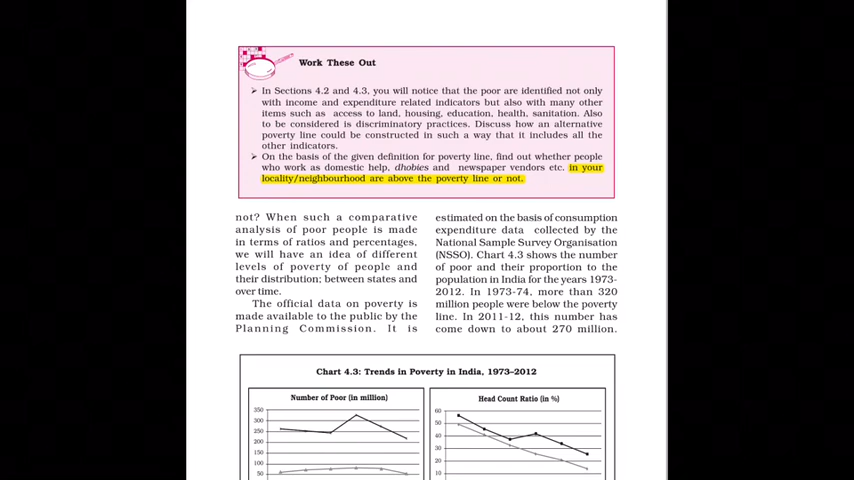 Work These Out
➢ In Sections 4.2 and 4.3, you will notice that the poor are identified not only
with income and expenditure related indicators but also with many other
items such as access to land, housing, education, health, sanitation. Also
to be considered is discriminatory practices. Discuss how an alternative
poverty line could be constructed in such a way that it includes all the
other indicators.
➢ On the basis of the given definition for poverty line, find out whether people
who work as domestic help, dhobies and newspaper vendors etc. in your
locality/neighbourhood are above the poverty line or not.
not? When such a comparative
analysis of poor people is made
in terms of ratios and percentages,
we will have an idea of different
levels of poverty of people and
their distribution; between states and
over time.
The official data on poverty is
made available to the public by the
Planning Commission. It is
estimated on the basis of consumption
expenditure data collected by the
National Sample Survey Organisation
(NSSO). Chart 4.3 shows the number
of poor and their proportion to the
population in India for the years 1973-
2012. In 1973-74, more than 320
million people were below the poverty
line. In 2011-12, this number has
come down to about 270 million.
Chart 4.3: Trends in Poverty in India, 1973–2012
Number of Poor (in million)
350
300
250
200
150
100
50
Head Count Ratio (in %)
60
50
40
30
20
10